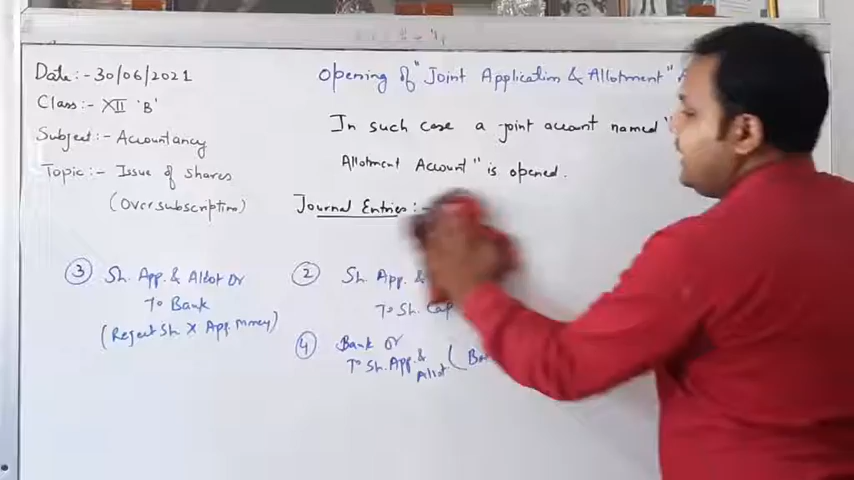 Date:- 30/06/2021
Class:- XII 'B'
Subject:- Accountancy
Topic:- Issue of Shares
(Oversubscription)
Opening of "Joint Application & Allotment"
In such case a joint account named "
Allotment Account" is opened.
Journal Entries:-
③ Sh. App. & Allot Dr
To Bank
(Reject Sh x App. money)
② Sh. App. &
To Sh. Cap
④ Bank Dr
To Sh. App. &
Allot